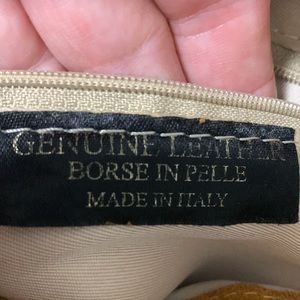 GENUINE LEATHER
BORSE IN PELLE
MADE IN ITALY